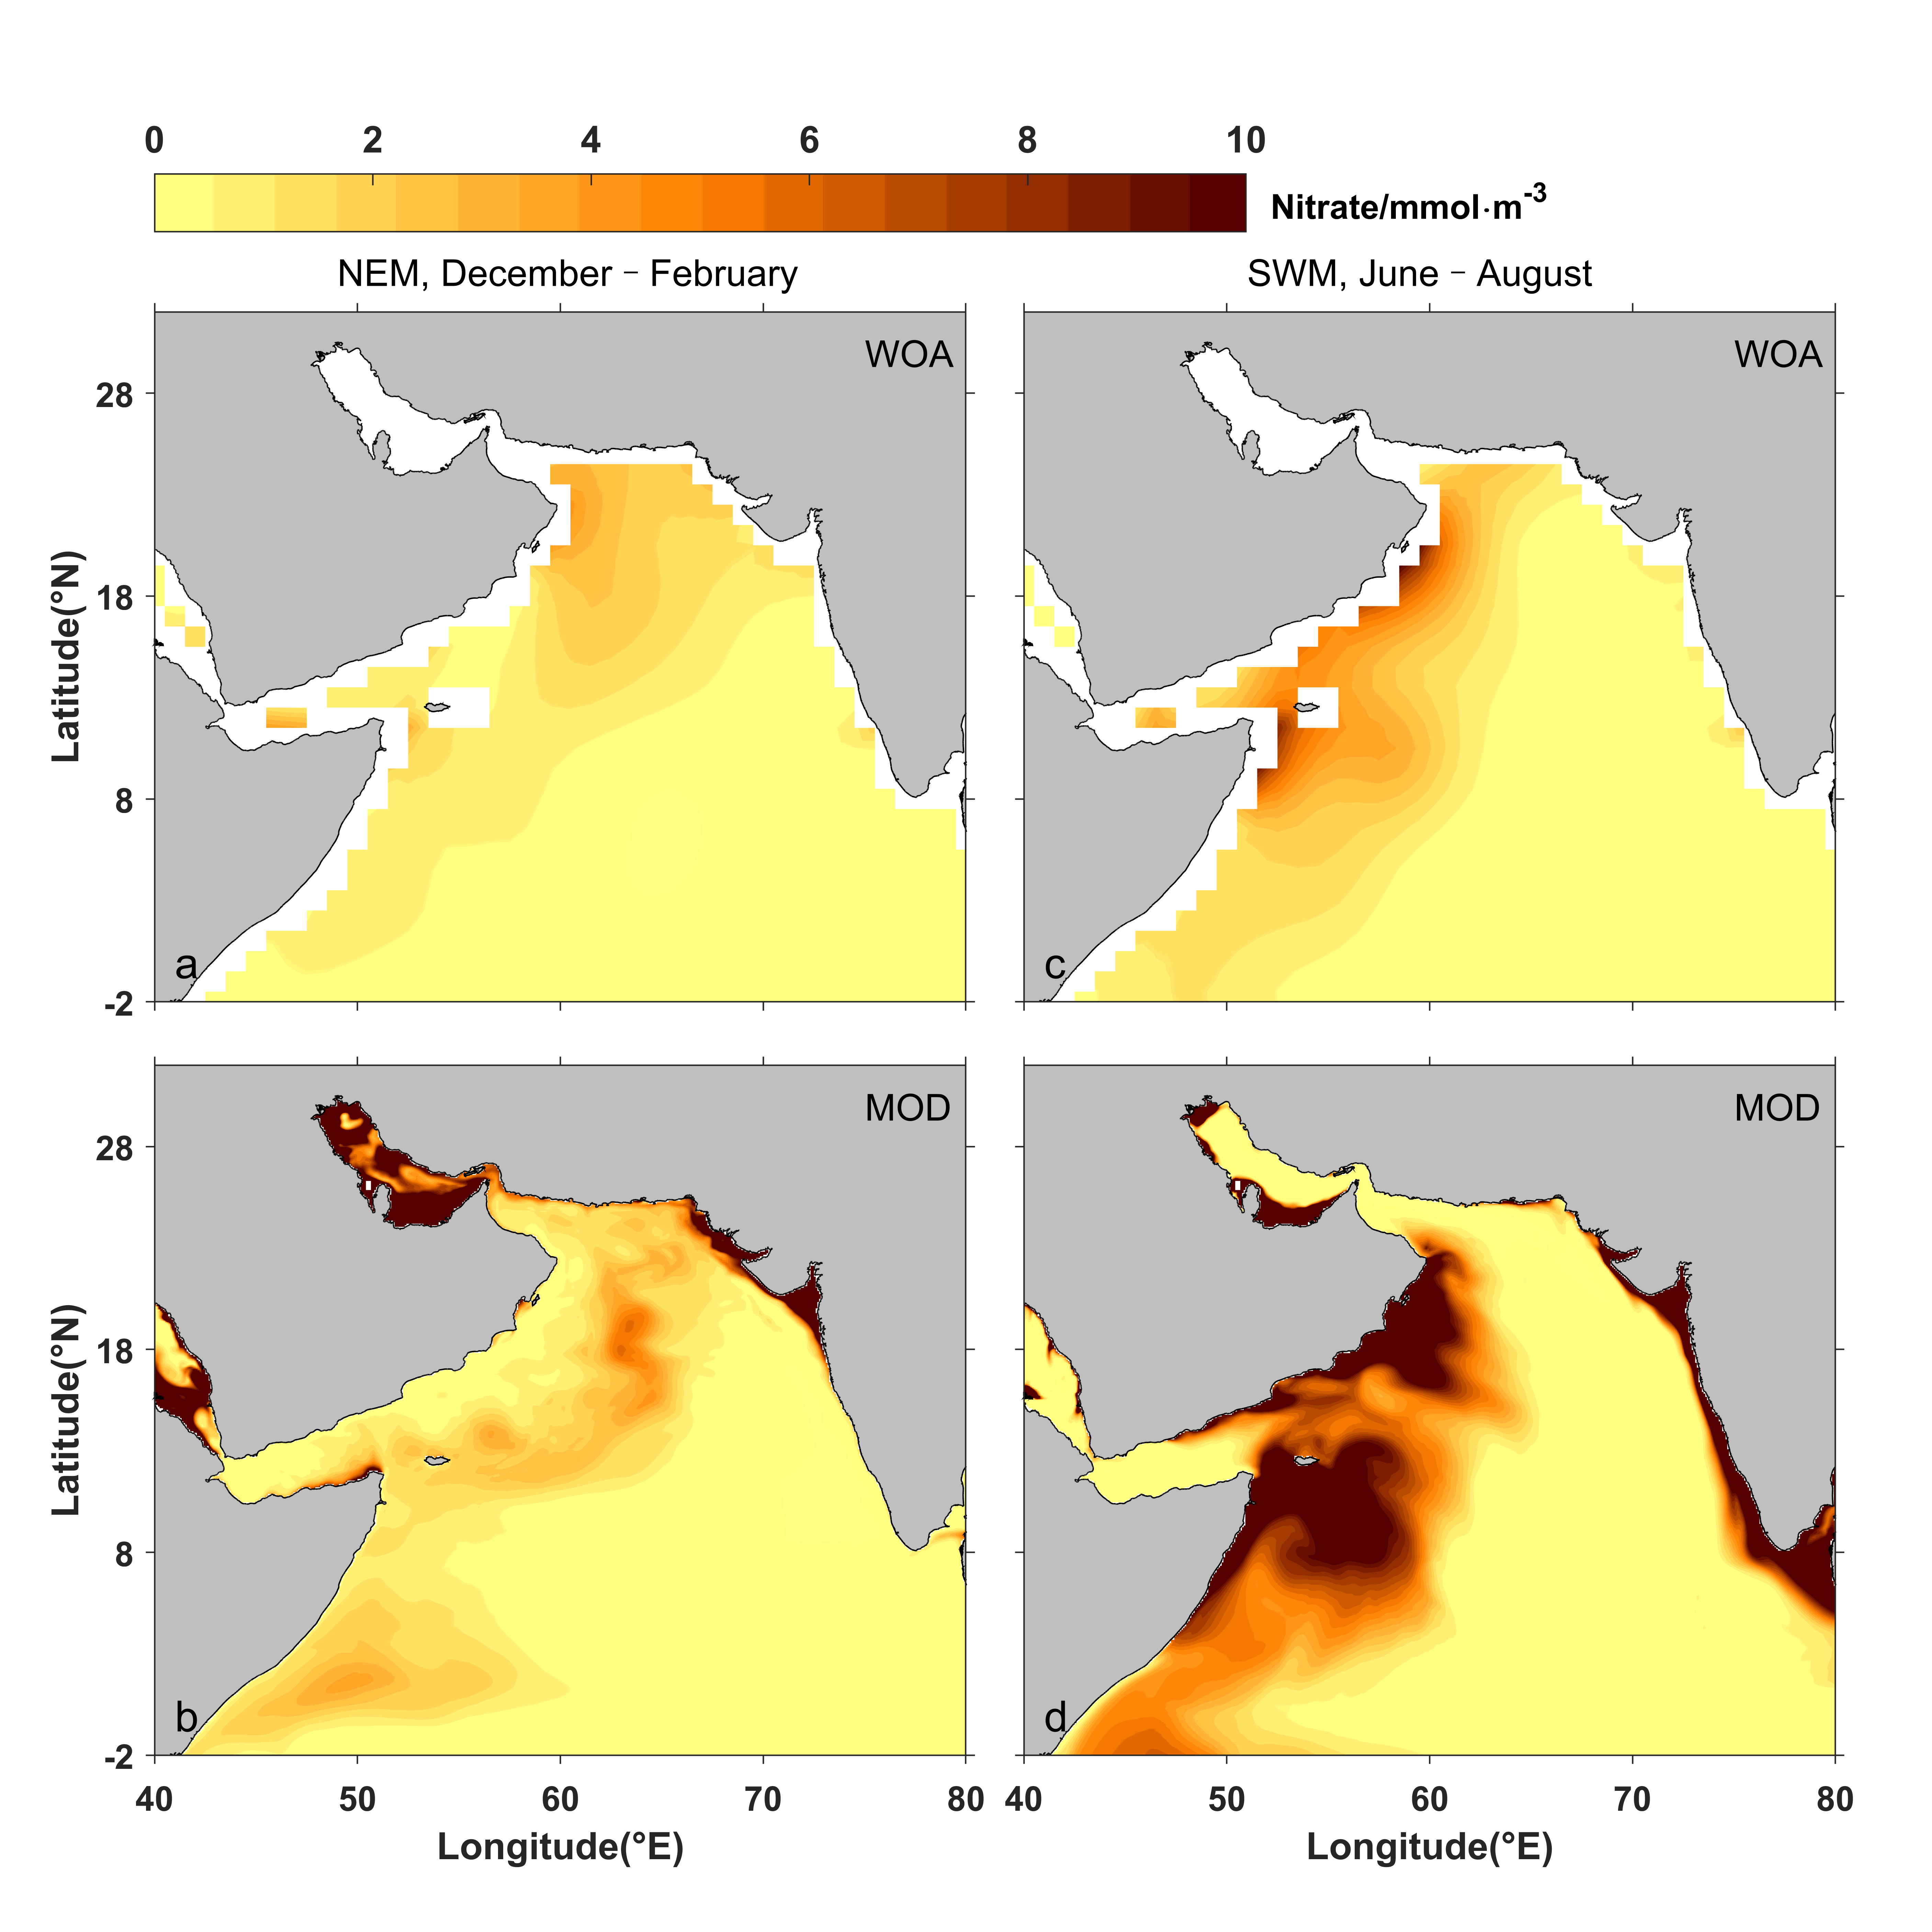 0 2 4 6 8 10
Nitrate/mmol·m-3
NEM, December – February
SWM, June – August
WOA
28
18
8
-2
Latitude(°N)
a
WOA
c
MOD
28
18
8
-2
Latitude(°N)
b
40 50 60 70 80
Longitude(°E)
MOD
d
40 50 60 70 80
Longitude(°E)